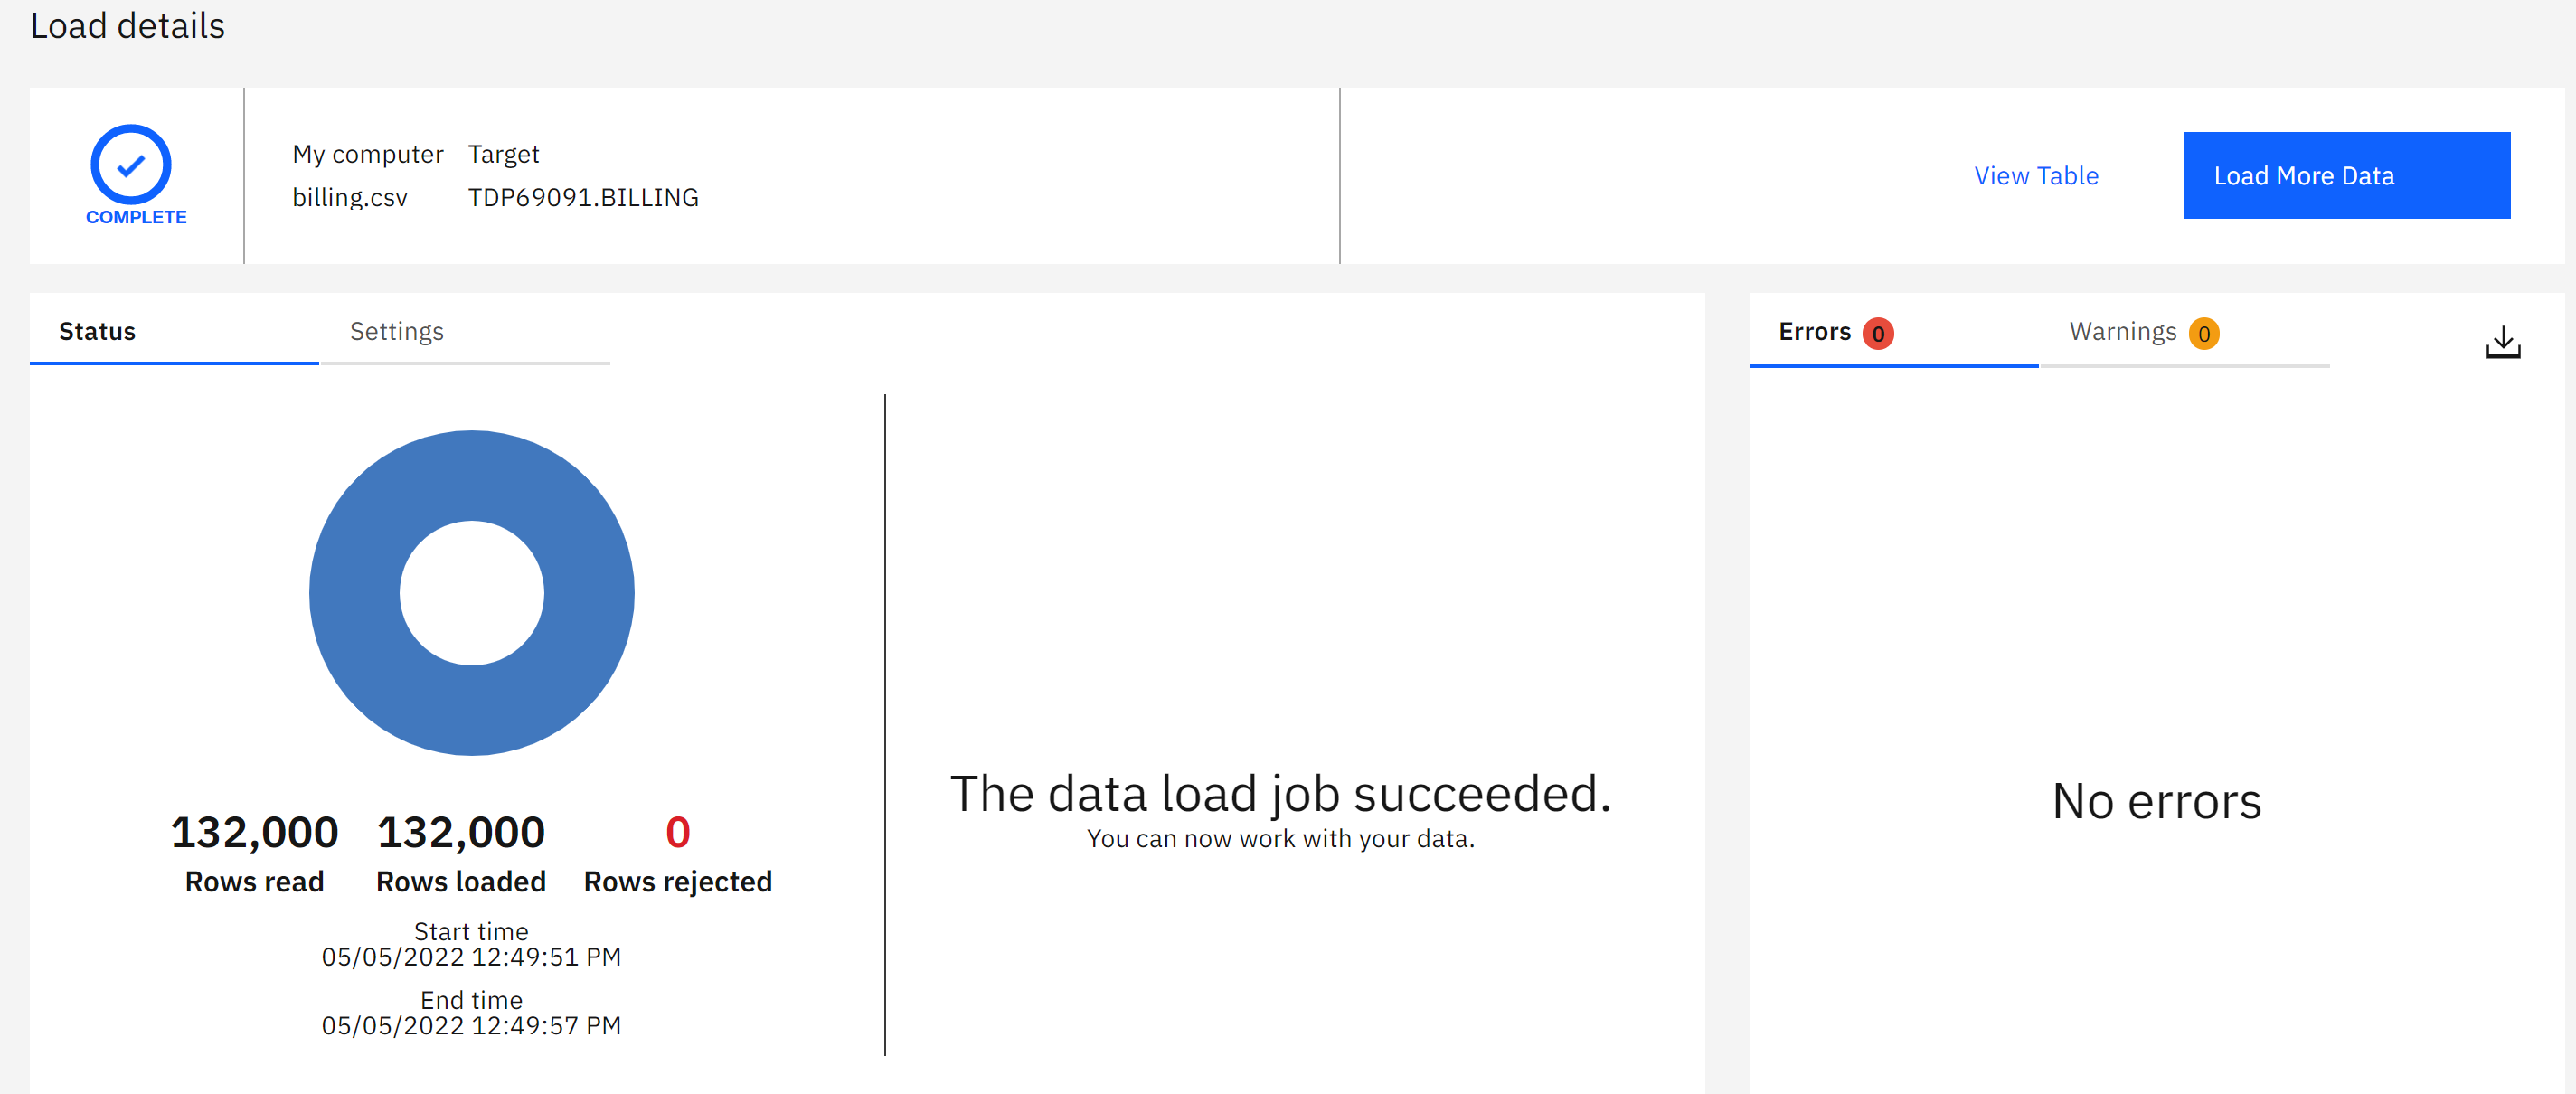 Load details
COMPLETE
My computer Target
billing.csv TDP69091.BILLING
View Table
Load More Data
Status
Settings
Errors 0
Warnings 0
132,000 132,000 0
Rows read Rows loaded Rows rejected
Start time
05/05/2022 12:49:51 PM
End time
05/05/2022 12:49:57 PM
The data load job succeeded.
You can now work with your data.
No errors